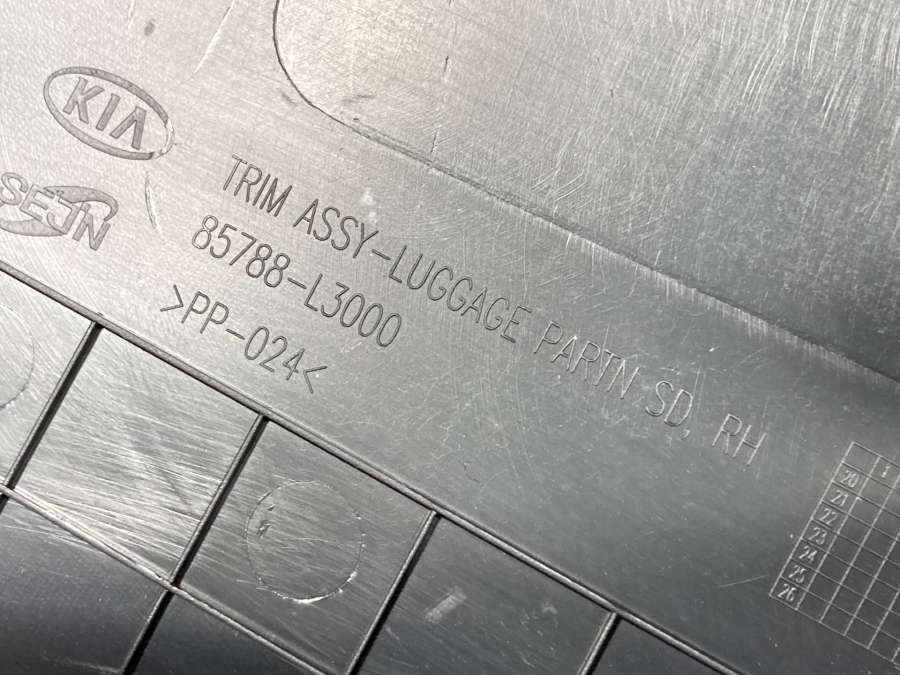 KIA
SEJN
TRIM ASSY-LUGGAGE PARTN SD, RH
85788-L3000
>PP-024<
1
20
21
22
23
24
25
26